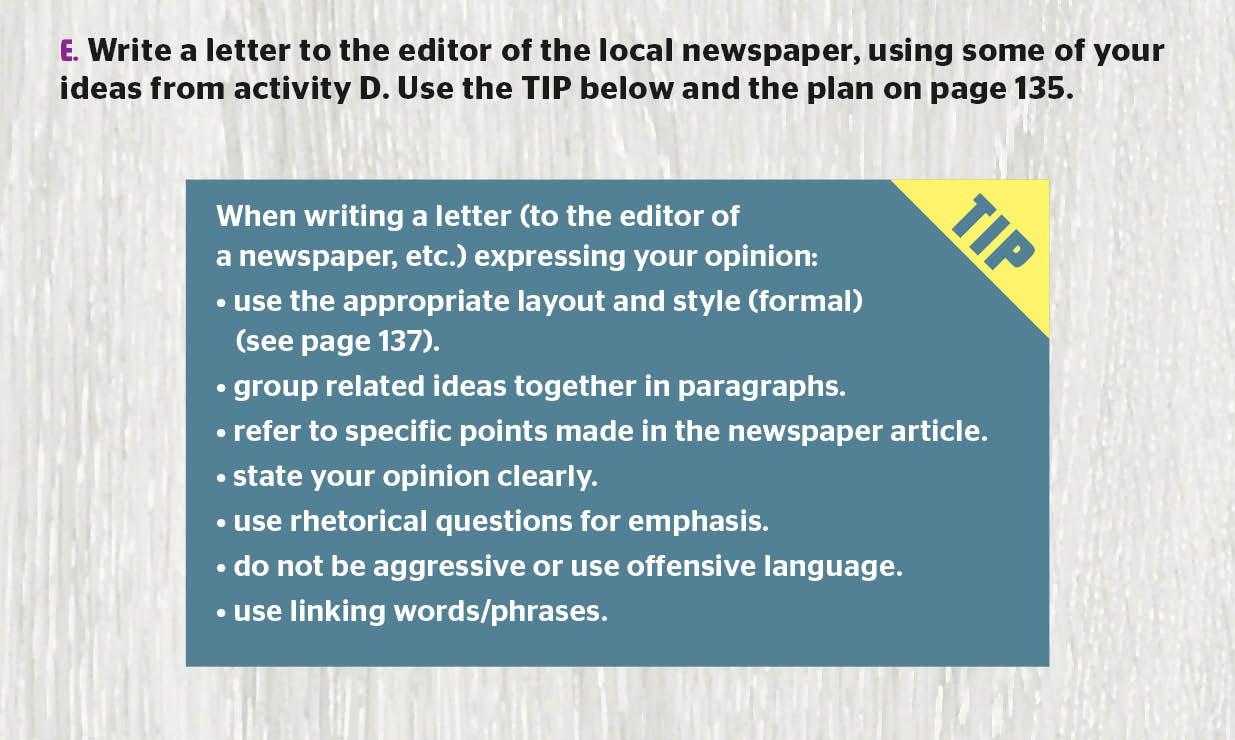 E. Write a letter to the editor of the local newspaper, using some of your
ideas from activity D. Use the TIP below and the plan on page 135.
TIP
When writing a letter (to the editor of
a newspaper, etc.) expressing your opinion:
• use the appropriate layout and style (formal)
(see page 137).
• group related ideas together in paragraphs.
• refer to specific points made in the newspaper article.
• state your opinion clearly.
• use rhetorical questions for emphasis.
• do not be aggressive or use offensive language.
• use linking words/phrases.